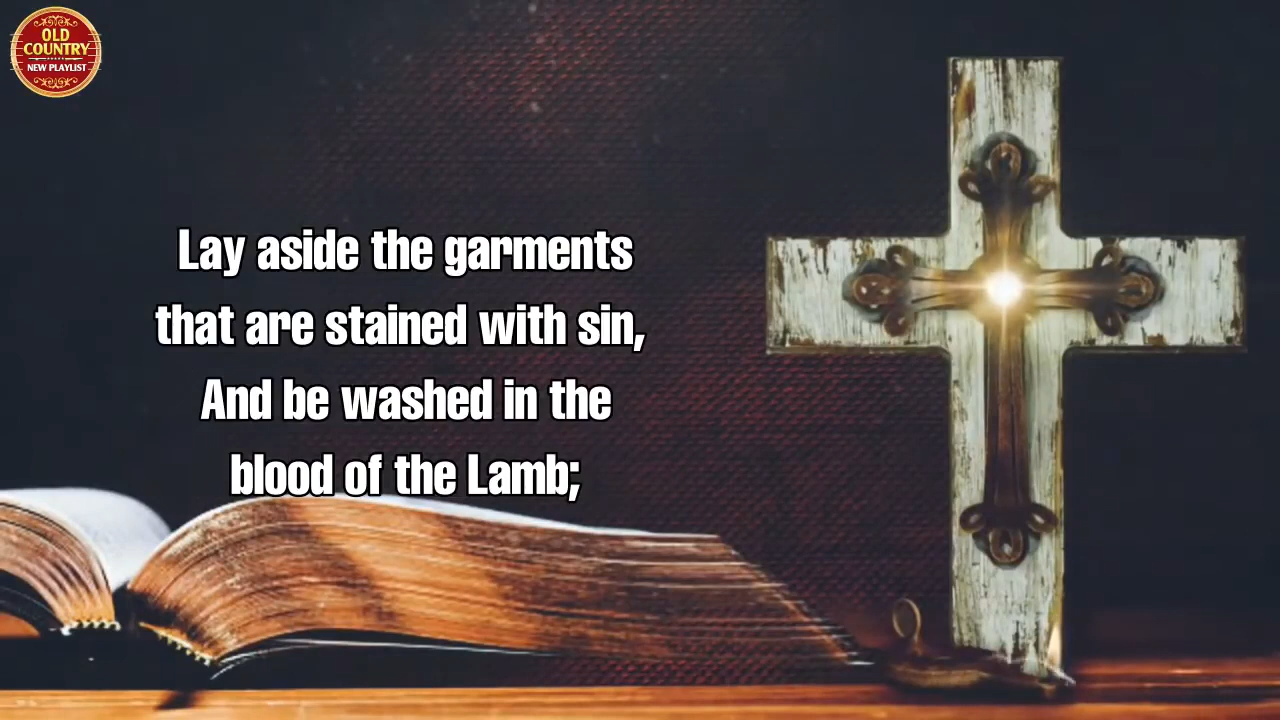 OLD
COUNTRY
NEW PLAYLIST
Lay aside the garments
that are stained with sin,
And be washed in the
blood of the Lamb;